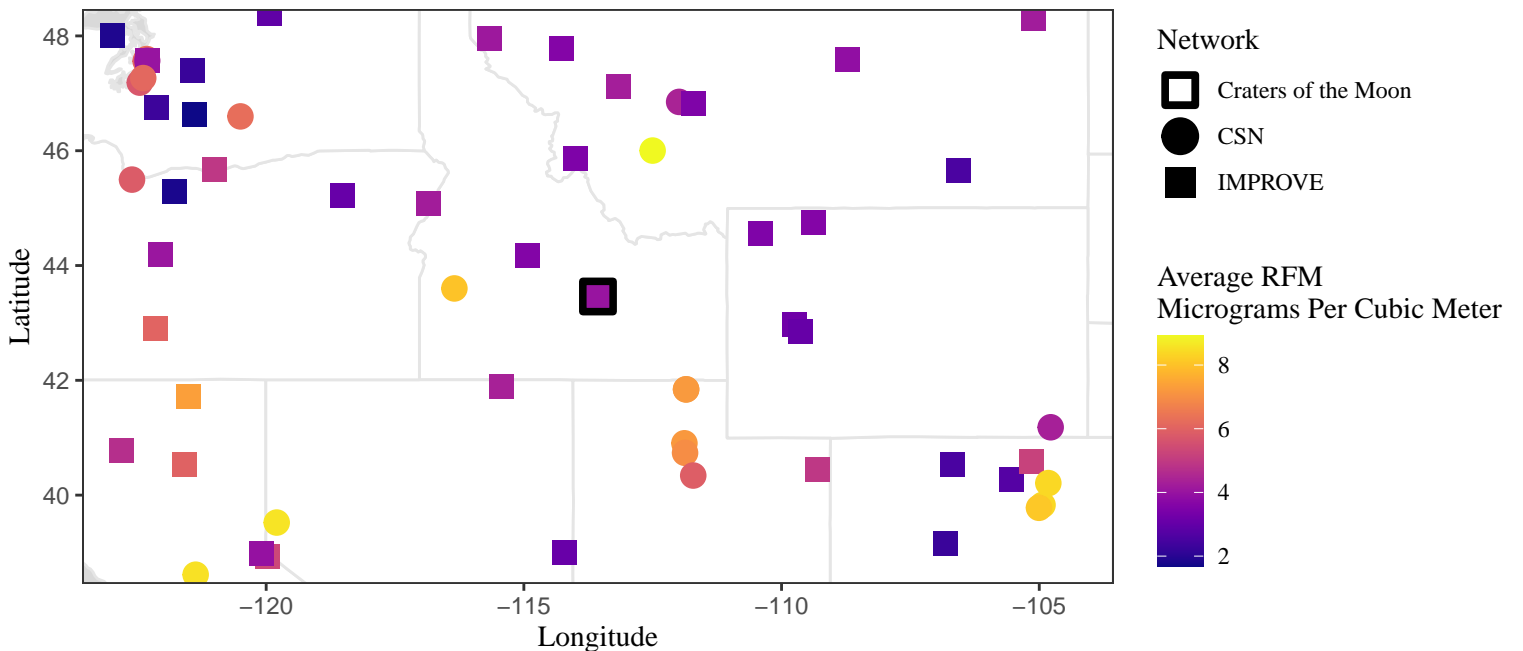 48
46
44
42
40
Latitude
−120
−115
−110
−105
Longitude
Network
Craters of the Moon
CSN
IMPROVE
Average RFM
Micrograms Per Cubic Meter
8
6
4
2